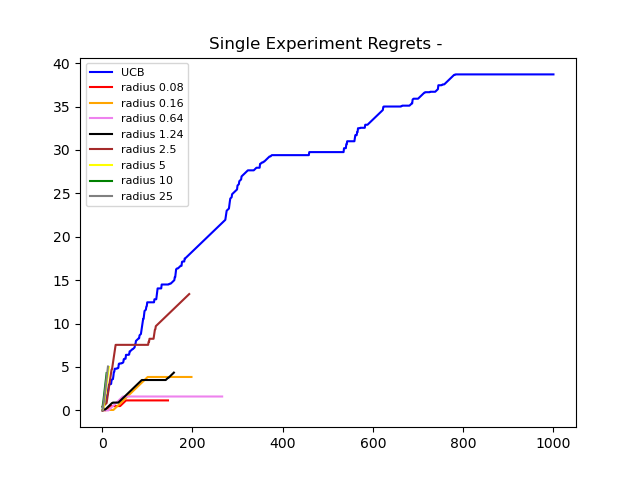 Single Experiment Regrets -
40
35
30
25
20
15
10
5
0
UCB
radius 0.08
radius 0.16
radius 0.64
radius 1.24
radius 2.5
radius 5
radius 10
radius 25
0 200 400 600 800 1000